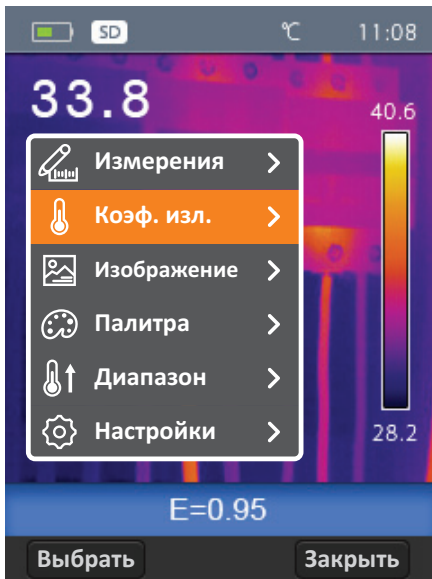 SD ℃ 11:08
33.8
40.6
Измерения
Коэф. изл.
Изображение
Палитра
Диапазон
Настройки
28.2
E=0.95
Выбрать Закрыть